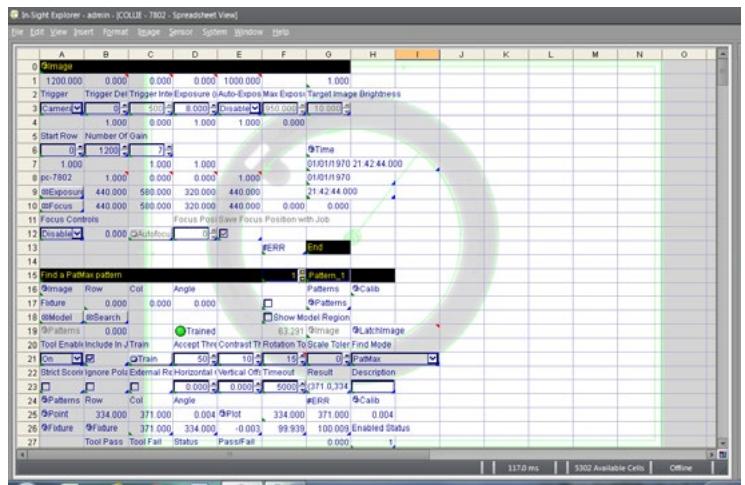 In-Sight Explorer - admin - [COLLIE - 7802 - Spreadsheet View]
File Edit View Insert Format Image Sensor System Window Help
A B C D E F G H I J K L M N O
0 Image
1 1200.000 0.000 0.000 0.000 1000.000 1.000
2 Trigger Trigger Del Trigger Inte Exposure ( Auto-Expos Max Exposu Target Image Brightness
3 Camera 0 500 8.000 Disable 950.000 10.000
4 1.000 0.000 1.000 1.000 0.000
5 Start Row Number Of Gain
6 0 1200 7 Time
7 1.000 1.000 1.000 01/01/1970 21:42:44.000
8 pc-7802 1.000 0.000 0.000 1.000 01/01/1970
9 Exposure 440.000 580.000 320.000 440.000 21:42:44.000
10 Focus 440.000 580.000 320.000 440.000 0.000 0.000
11 Focus Controls Focus Posi Save Focus Position with Job
12 Disable 0.000 Autofocu 0
13 #ERR End
14
15 Find a PatMax pattern 1 Pattern_1
16 Image Row Col Angle Patterns Calib
17 Fixture 0.000 0.000 0.000 Patterns
18 Model Search Show Model Region
19 Patterns 0.000 Trained 63.291 Image LatchImage
20 Tool Enable Include In J Train Accept Thre Contrast Th Rotation To Scale Toler Find Mode
21 On Train 50 10 15 0 PatMax
22 Strict Scorin Ignore Pola External Re Horizontal ( Vertical Offs Timeout Result Description
23 0.000 0.000 5000 (371.0,334
24 Patterns Row Col Angle #ERR Calib
25 Point 334.000 371.000 0.004 Plot 334.000 371.000 0.004
26 Fixture Fixture 371.000 334.000 -0.003 99.939 100.009 Enabled Status
27 Tool Pass Tool Fail Status Pass/Fail 0.000 1
117.0 ms 5302 Available Cells Offline